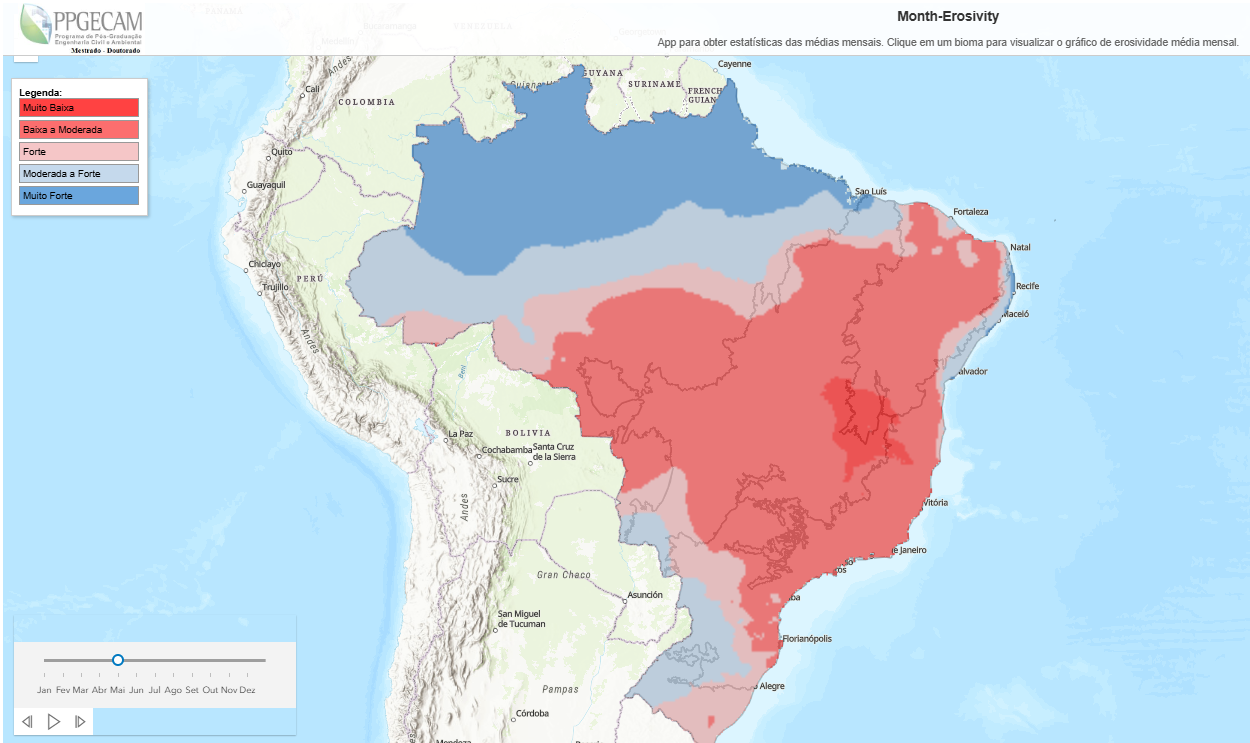 PPGECAM
Programa de Pós-Graduação
Engenharia Civil e Ambiental
Mestrado - Doutorado
Month-Erosivity
App para obter estatísticas das médias mensais. Clique em um bioma para visualizar o gráfico de erosividade média mensal.
PANAMA
Bucaramanga
VENEZUELA
Medellín
Legenda:
Muito Baixa
Baixa a Moderada
Forte
Moderada a Forte
Muito Forte
Andes
Cali
COLOMBIA
GUYANA
SURINAME
FRENCH
GUIAN
Cayenne
Quito
Guayaquil
Sao Luís
Fortaleza
Natal
Chiclayo
Trujillo
PERÚ
Recife
Maceió
Andes
Beni
alvador
La Paz
BOLIVIA
Cochabamba
Santa Cruz
de la Sierra
Sucre
Andes
Vitória
e Janeiro
Gran Chaco
Asunción
San Miguel
de Tucuman
Florianópolis
Alegre
Pampas
Córdoba
Mendoza
Jan Fev Mar Abr Mai Jun Jul Ago Set Out Nov Dez